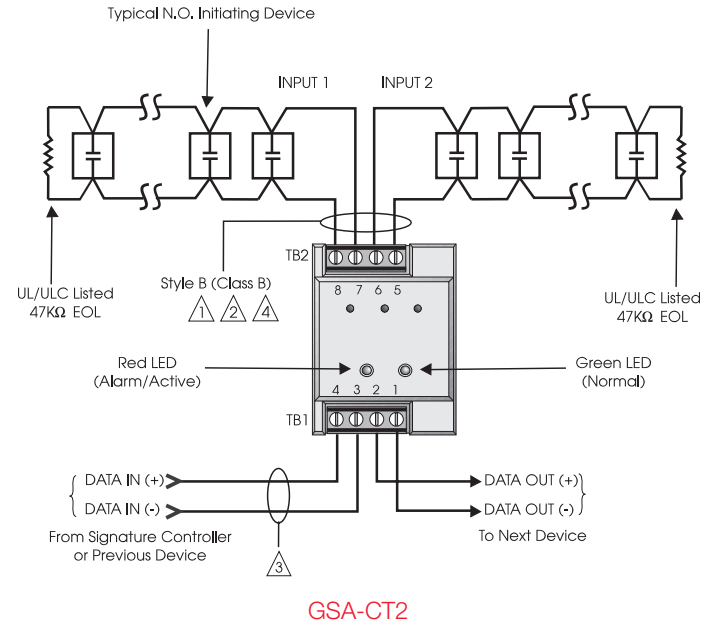 Typical N.O. Initiating Device
INPUT 1
INPUT 2
TB2
8 7 6 5
Style B (Class B)
1 2 4
UL/ULC Listed
47KΩ EOL
UL/ULC Listed
47KΩ EOL
Red LED
(Alarm/Active)
Green LED
(Normal)
4 3 2 1
TB1
DATA IN (+)
DATA IN (-)
From Signature Controller
or Previous Device
3
DATA OUT (+)
DATA OUT (-)
To Next Device
GSA-CT2